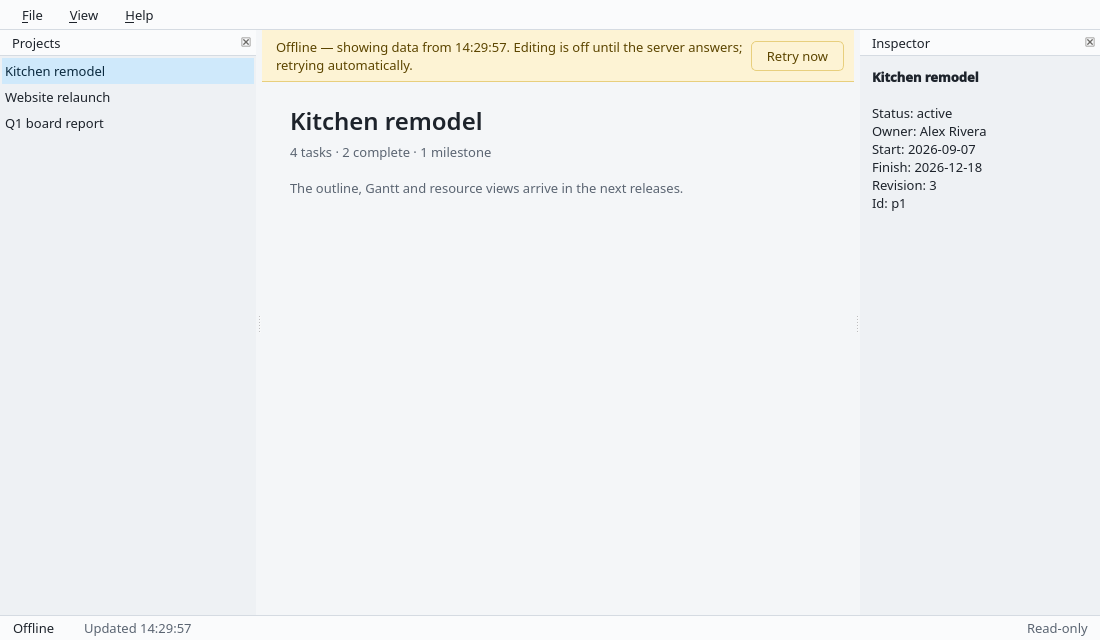 File View Help
Projects
Kitchen remodel
Website relaunch
Q1 board report
Offline — showing data from 14:29:57. Editing is off until the server answers;
retrying automatically.
Retry now
Kitchen remodel
4 tasks · 2 complete · 1 milestone
The outline, Gantt and resource views arrive in the next releases.
Inspector
Kitchen remodel
Status: active
Owner: Alex Rivera
Start: 2026-09-07
Finish: 2026-12-18
Revision: 3
Id: p1
Offline Updated 14:29:57 Read-only